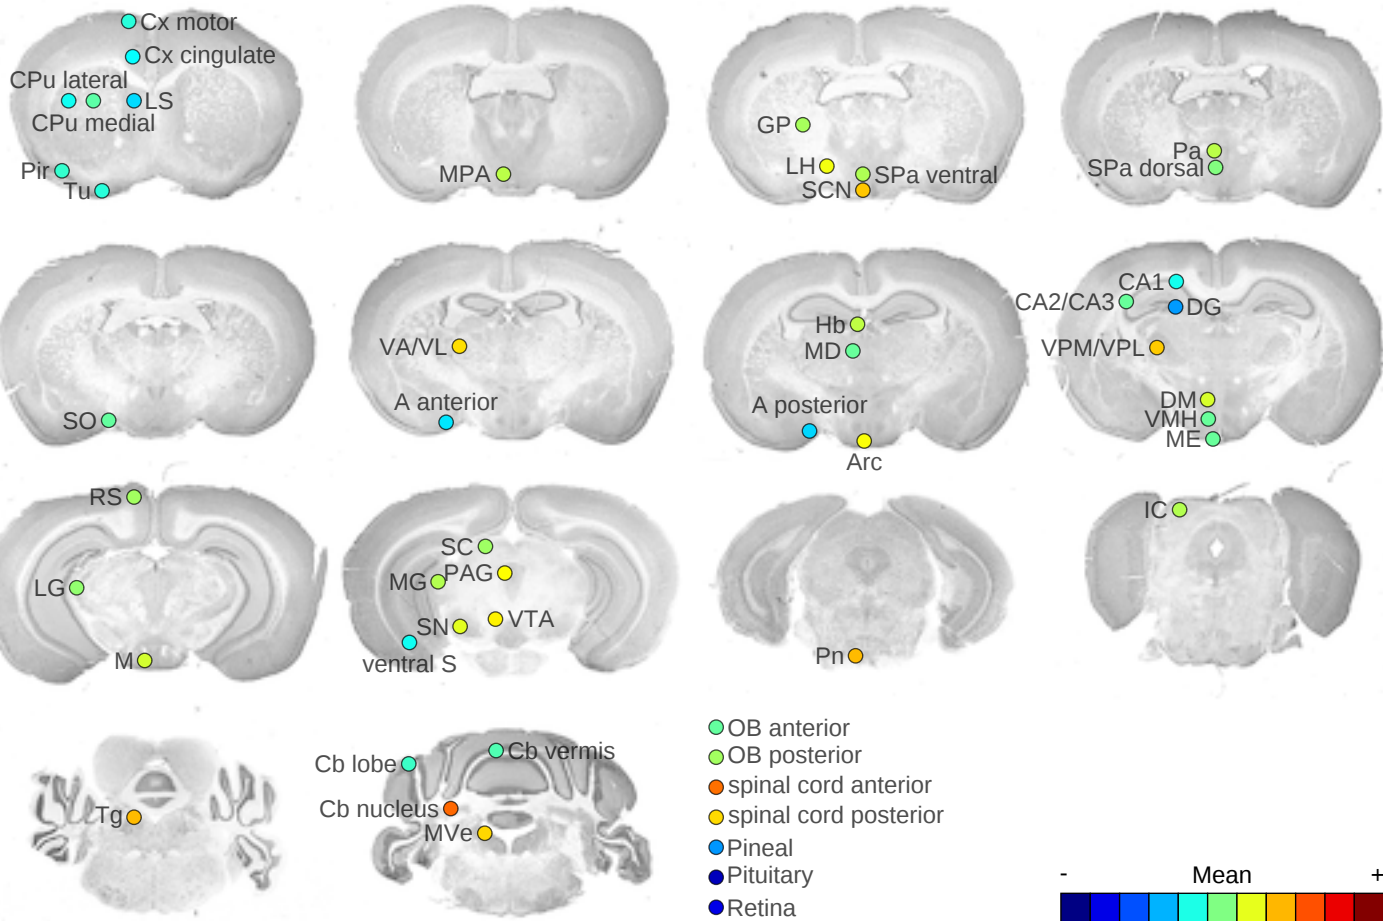 Cx motor
Cx cingulate
CPu lateral
LS
CPu medial
Pir
Tu
MPA
GP
LH
SPa ventral
SCN
Pa
SPa dorsal
SO
VA/VL
A anterior
Hb
MD
A posterior
Arc
CA1
CA2/CA3
DG
VPM/VPL
DM
VMH
ME
RS
LG
M
SC
MG
PAG
SN
VTA
ventral S
Pn
IC
Tg
Cb lobe
Cb vermis
Cb nucleus
MVe
OB anterior
OB posterior
spinal cord anterior
spinal cord posterior
Pineal
Pituitary
Retina
- Mean +